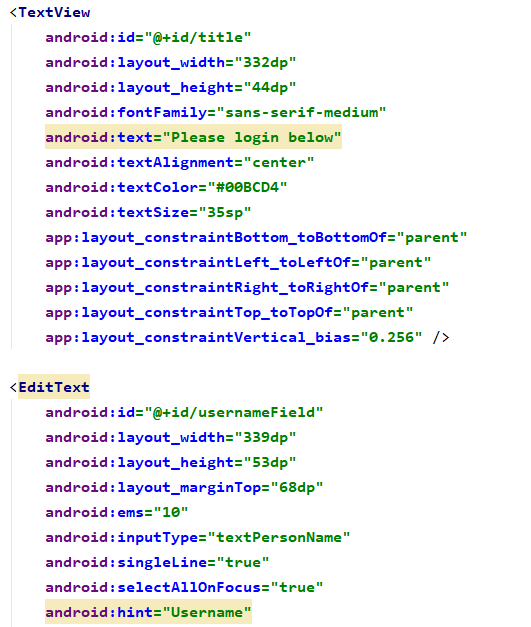 <TextView
android:id="@+id/title"
android:layout_width="332dp"
android:layout_height="44dp"
android:fontFamily="sans-serif-medium"
android:text="Please login below"
android:textAlignment="center"
android:textColor="#00BCD4"
android:textSize="35sp"
app:layout_constraintBottom_toBottomOf="parent"
app:layout_constraintLeft_toLeftOf="parent"
app:layout_constraintRight_toRightOf="parent"
app:layout_constraintTop_toTopOf="parent"
app:layout_constraintVertical_bias="0.256" />
<EditText
android:id="@+id/usernameField"
android:layout_width="339dp"
android:layout_height="53dp"
android:layout_marginTop="68dp"
android:ems="10"
android:inputType="textPersonName"
android:singleLine="true"
android:selectAllOnFocus="true"
android:hint="Username"